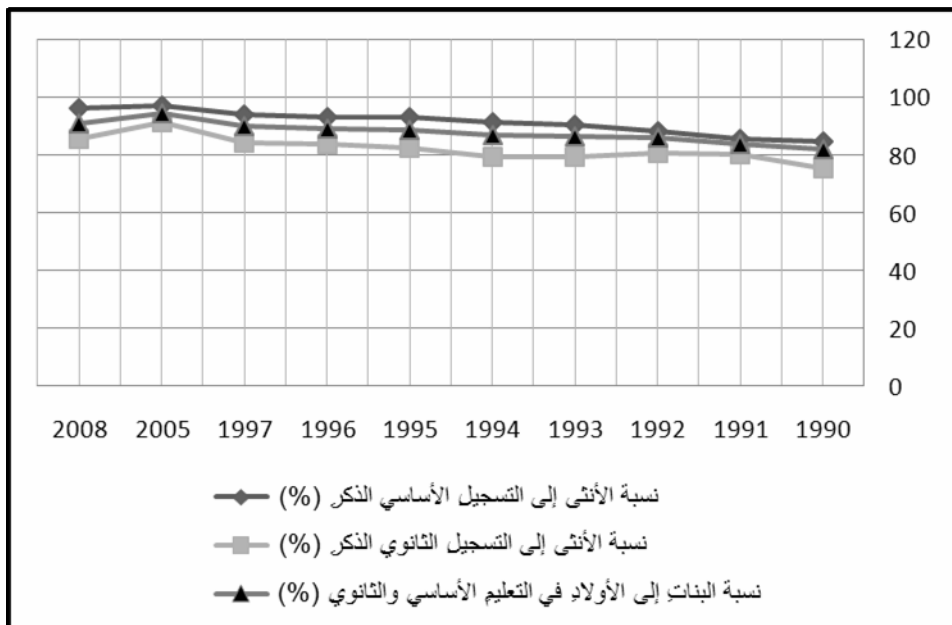 120
100
80
60
40
20
0
2008 2005 1997 1996 1995 1994 1993 1992 1991 1990
نسبة الأنثى إلى التسجيل الأساسي الذكر (%)
نسبة الأنثى إلى التسجيل الثانوي الذكر (%)
نسبة البناتِ إلى الأولادِ في التعليم الأساسي والثانوي (%)